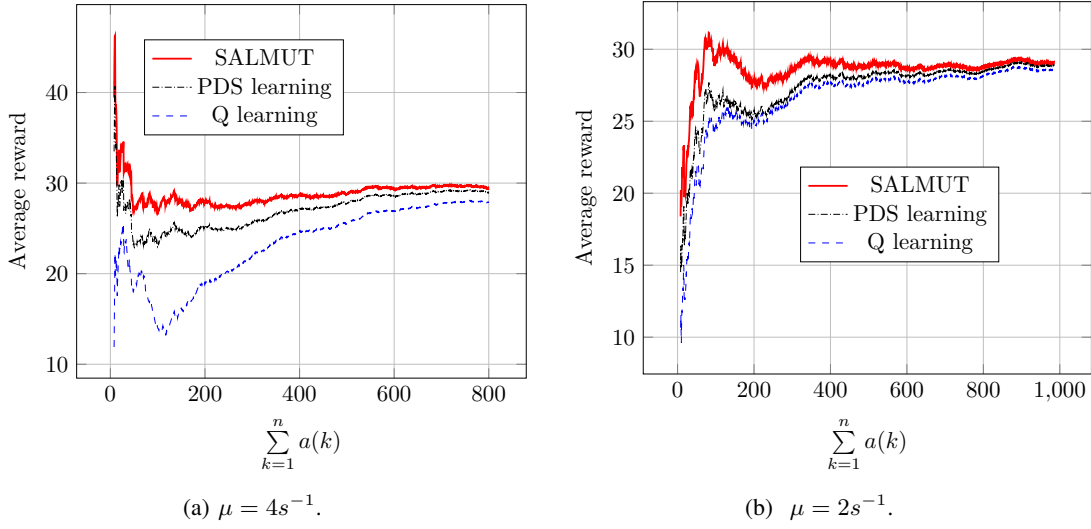 SALMUT
PDS learning
Q learning
Average reward
40
30
20
10
0 200 400 600 800
n
∑ a(k)
k=1
(a) μ = 4s⁻¹.
SALMUT
PDS learning
Q learning
Average reward
30
25
20
15
10
0 200 400 600 800 1,000
n
∑ a(k)
k=1
(b) μ = 2s⁻¹.